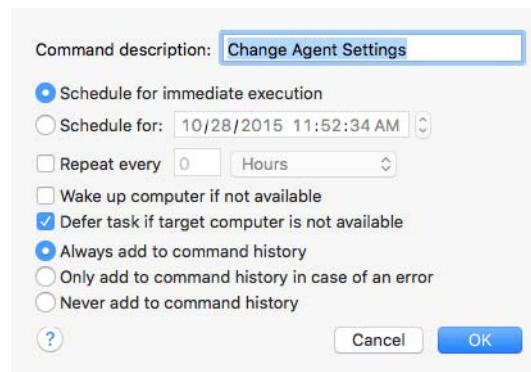 Command description: Change Agent Settings
Schedule for immediate execution
Schedule for: 10/28/2015 11:52:34 AM
Repeat every 0 Hours
Wake up computer if not available
Defer task if target computer is not available
Always add to command history
Only add to command history in case of an error
Never add to command history
? Cancel OK